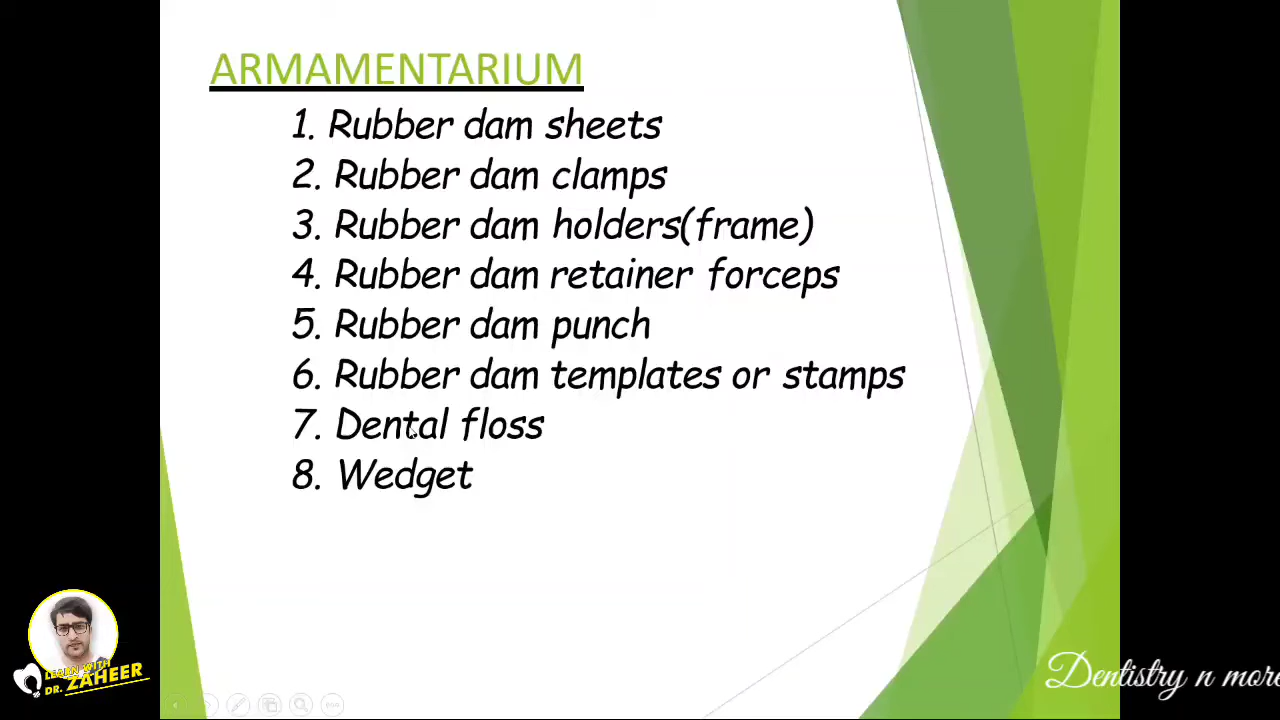 ARMAMENTARIUM
1. Rubber dam sheets
2. Rubber dam clamps
3. Rubber dam holders(frame)
4. Rubber dam retainer forceps
5. Rubber dam punch
6. Rubber dam templates or stamps
7. Dental floss
8. Wedget
LEARN WITH
DR. ZAHEER
Dentistry n more